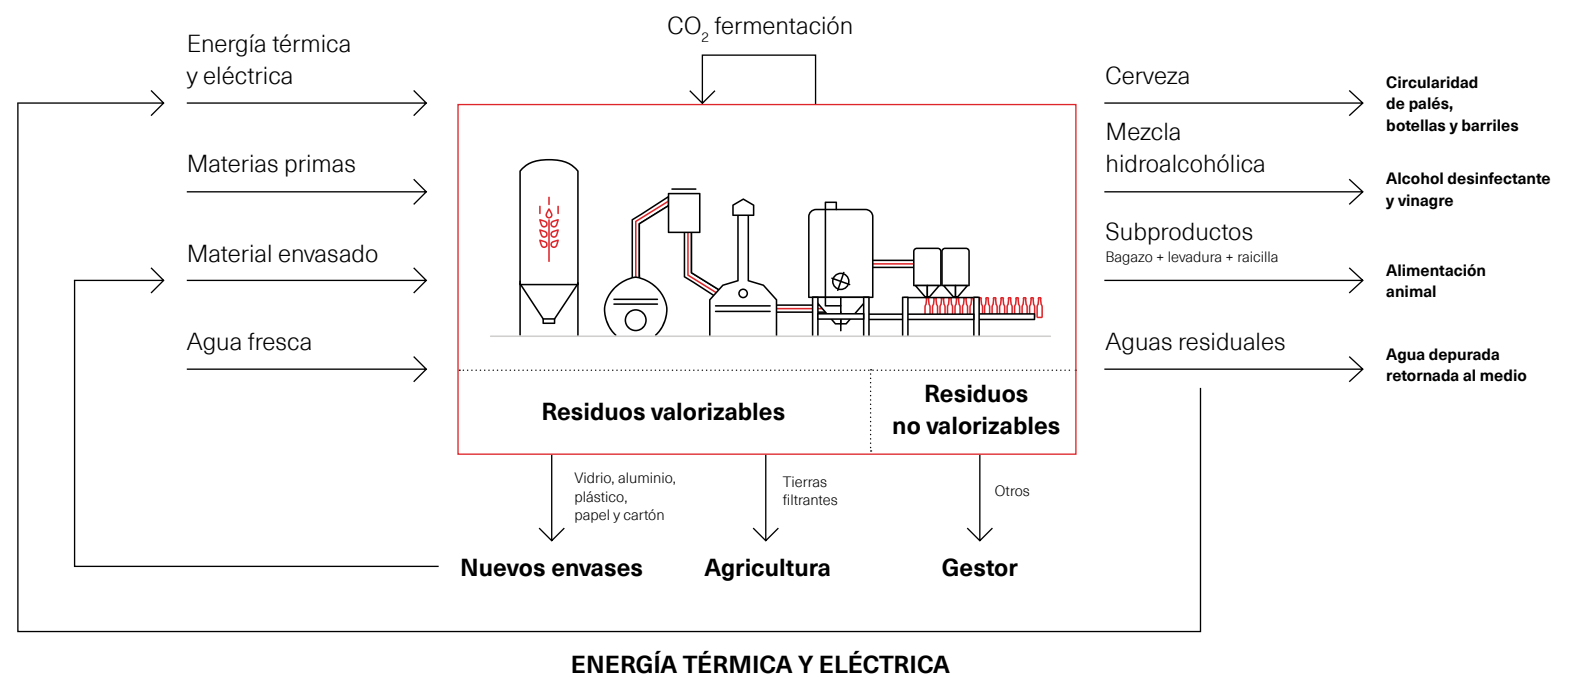 CO2 fermentación
Energía térmica
y eléctrica
Materias primas
Material envasado
Agua fresca
Cerveza
Circularidad
de palés,
botellas y barriles
Mezcla
hidroalcohólica
Alcohol desinfectante
y vinagre
Subproductos
Bagazo + levadura + raicilla
Alimentación
animal
Aguas residuales
Agua depurada
retornada al medio
Residuos valorizables
Residuos
no valorizables
Vidrio, aluminio,
plástico,
papel y cartón
Tierras
filtrantes
Otros
Nuevos envases
Agricultura
Gestor
ENERGÍA TÉRMICA Y ELÉCTRICA